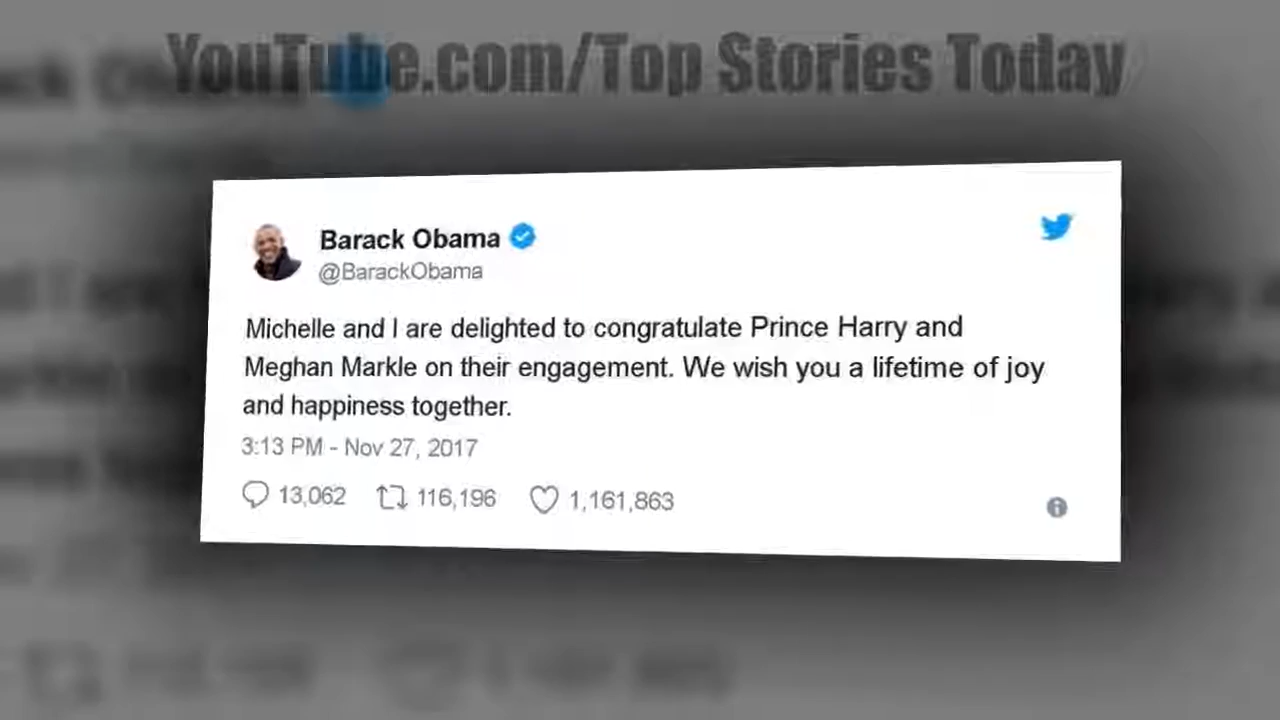 YouTube.com/Top Stories Today
Barack Obama
@BarackObama
Michelle and I are delighted to congratulate Prince Harry and
Meghan Markle on their engagement. We wish you a lifetime of joy
and happiness together.
3:13 PM - Nov 27, 2017
13,062 116,196 1,161,863